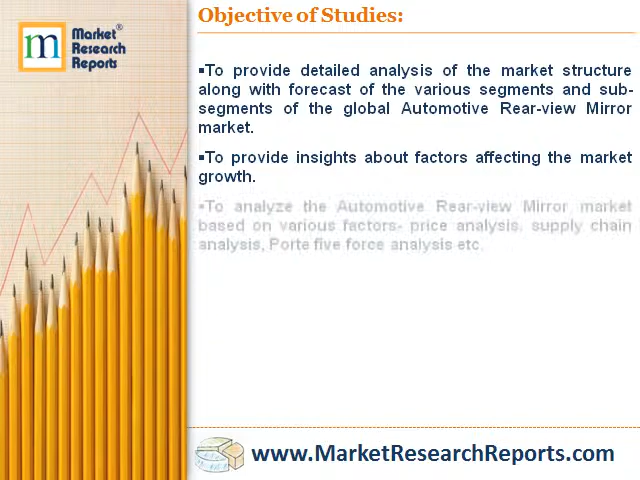 Objective of Studies:
m
Market®
Research
Reports
▪To provide detailed analysis of the market structure
along with forecast of the various segments and sub-
segments of the global Automotive Rear-view Mirror
market.
▪To provide insights about factors affecting the market
growth.
▪To analyze the Automotive Rear-view Mirror market
based on various factors- price analysis, supply chain
analysis, Porte five force analysis etc.
www.MarketResearchReports.com